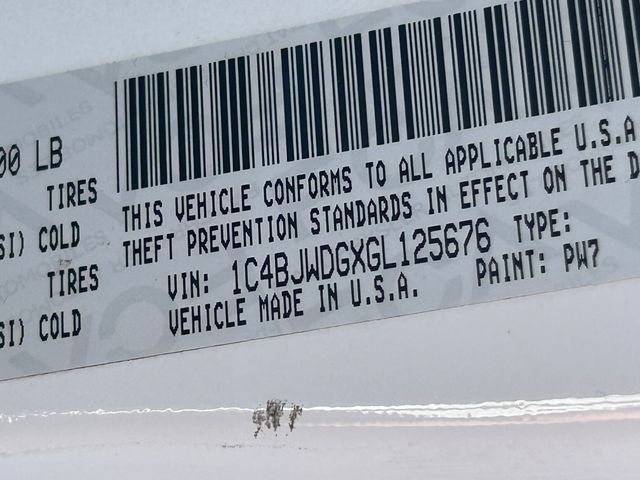 00 LB
TIRES
SI) COLD
TIRES
SI) COLD
THIS VEHICLE CONFORMS TO ALL APPLICABLE U.S.A
THEFT PREVENTION STANDARDS IN EFFECT ON THE D
VIN: 1C4BJWDGXGL125676 TYPE:
VEHICLE MADE IN U.S.A. PAINT: PW7